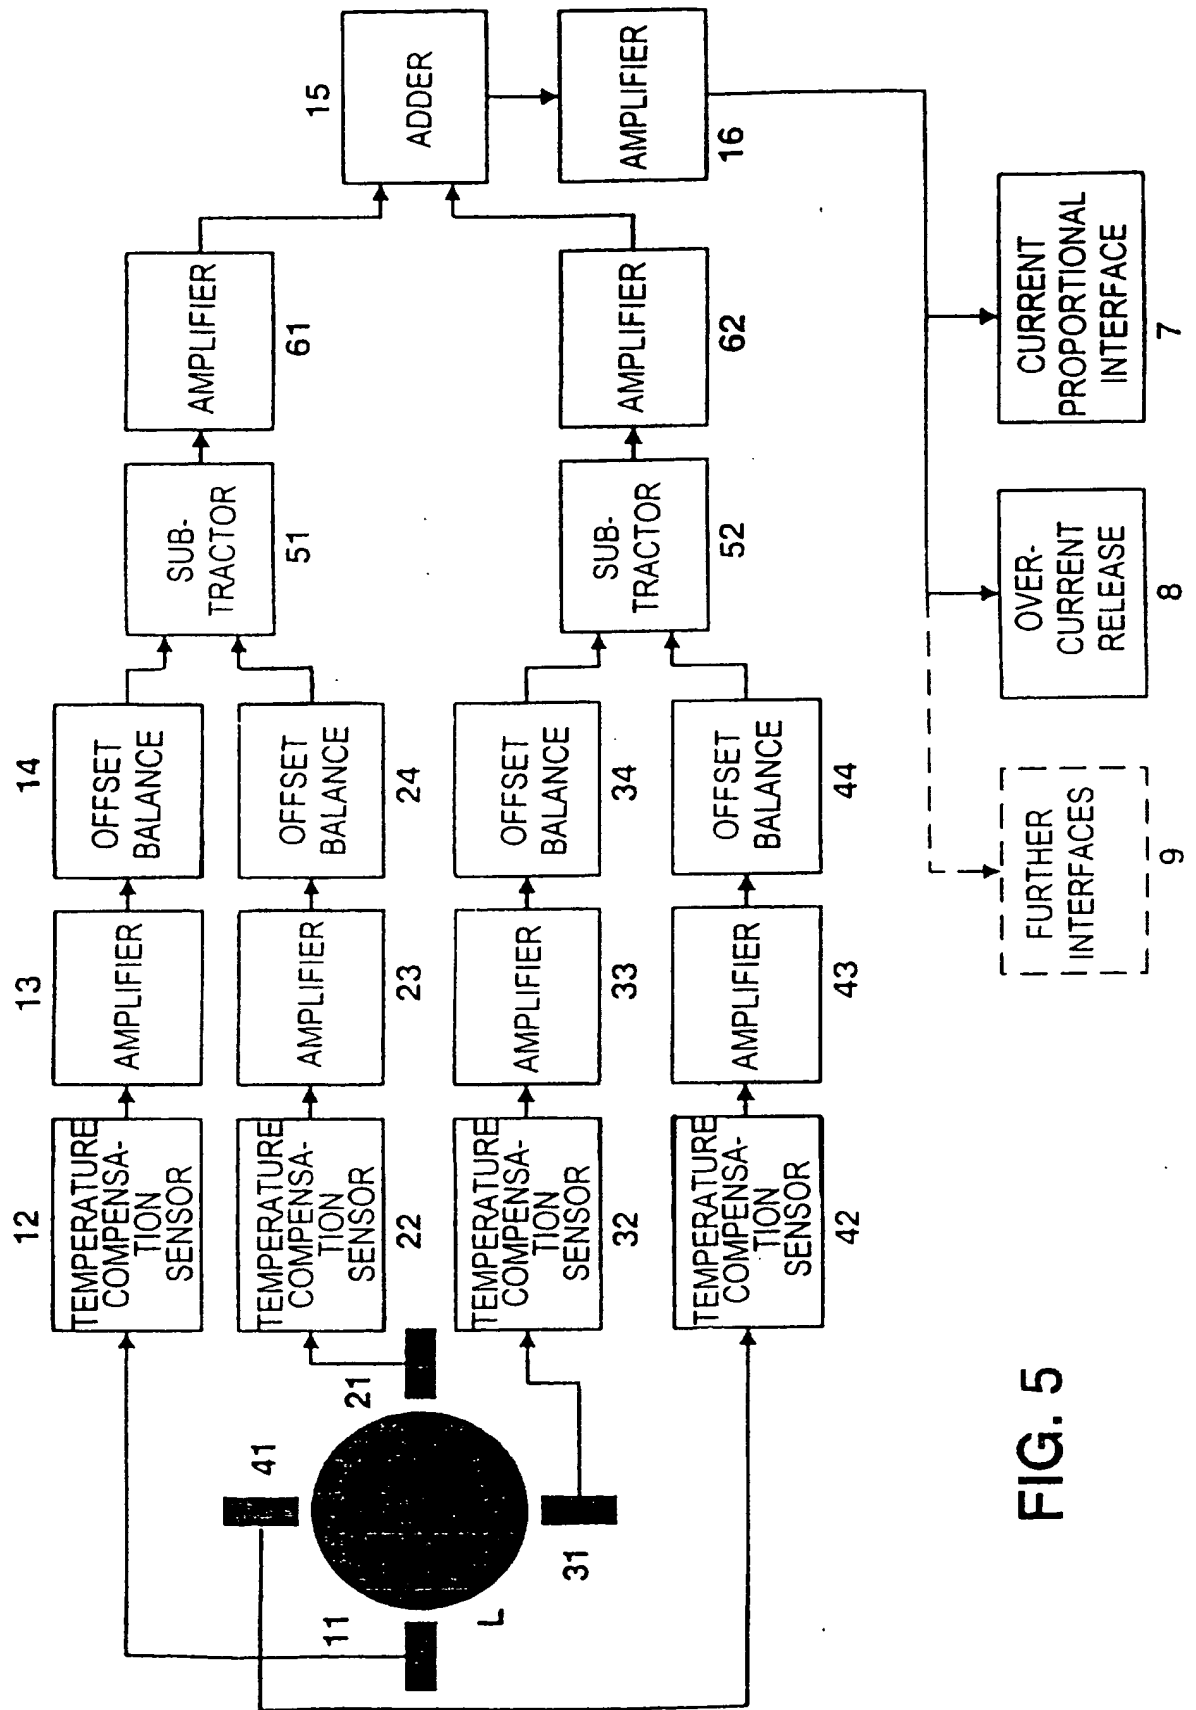 12
TEMPERATURE
COMPENSA-
TION
SENSOR
13
AMPLIFIER
14
OFFSET
BALANCE
SUB-
TRACTOR
51
AMPLIFIER
61
15
ADDER
AMPLIFIER
16
TEMPERATURE
COMPENSA-
TION
SENSOR
22
AMPLIFIER
23
OFFSET
BALANCE
24
TEMPERATURE
COMPENSA-
TION
SENSOR
32
AMPLIFIER
33
OFFSET
BALANCE
34
SUB-
TRACTOR
52
AMPLIFIER
62
TEMPERATURE
COMPENSA-
TION
SENSOR
42
AMPLIFIER
43
OFFSET
BALANCE
44
11
41
21
31
L
FURTHER
INTERFACES
9
OVER-
CURRENT
RELEASE
8
CURRENT
PROPORTIONAL
INTERFACE
7
FIG. 5